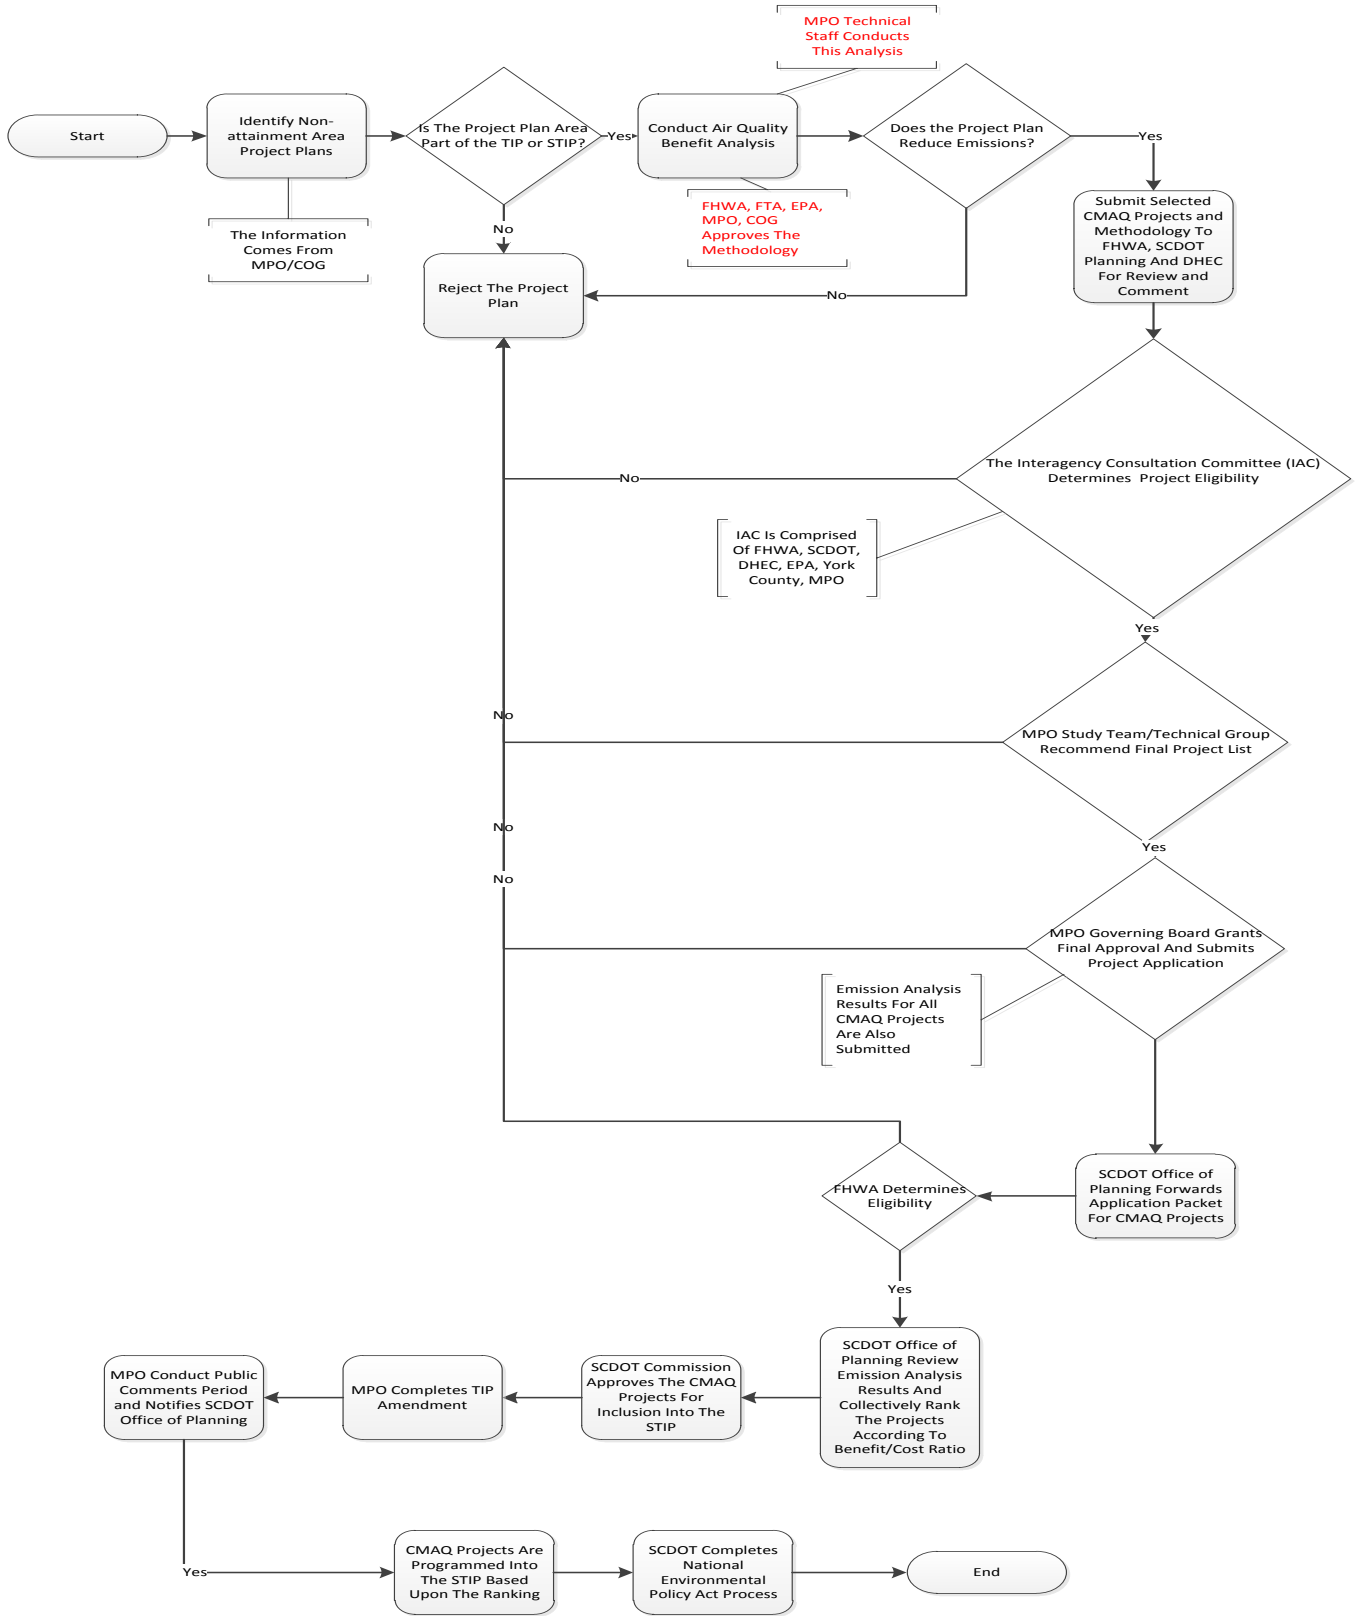 MPO Technical
Staff Conducts
This Analysis
Start
Identify Non-
attainment Area
Project Plans
Is The Project Plan Area
Part of the TIP or STIP?
Yes
Conduct Air Quality
Benefit Analysis
Does the Project Plan
Reduce Emissions?
Yes
The Information
Comes From
MPO/COG
No
FHWA, FTA, EPA,
MPO, COG
Approves The
Methodology
Submit Selected
CMAQ Projects and
Methodology To
FHWA, SCDOT
Planning And DHEC
For Review and
Comment
Reject The Project
Plan
No
The Interagency Consultation Committee (IAC)
Determines  Project Eligibility
No
IAC Is Comprised
Of FHWA, SCDOT,
DHEC, EPA, York
County, MPO
Yes
No
MPO Study Team/Technical Group
Recommend Final Project List
No
Yes
No
MPO Governing Board Grants
Final Approval And Submits
Project Application
Emission Analysis
Results For All
CMAQ Projects
Are Also
Submitted
FHWA Determines
Eligibility
SCDOT Office of
Planning Forwards
Application Packet
For CMAQ Projects
Yes
MPO Conduct Public
Comments Period
and Notifies SCDOT
Office of Planning
MPO Completes TIP
Amendment
SCDOT Commission
Approves The CMAQ
Projects For
Inclusion Into The
STIP
SCDOT Office of
Planning Review
Emission Analysis
Results And
Collectively Rank
The Projects
According To
Benefit/Cost Ratio
Yes
CMAQ Projects Are
Programmed Into
The STIP Based
Upon The Ranking
SCDOT Completes
National
Environmental
Policy Act Process
End